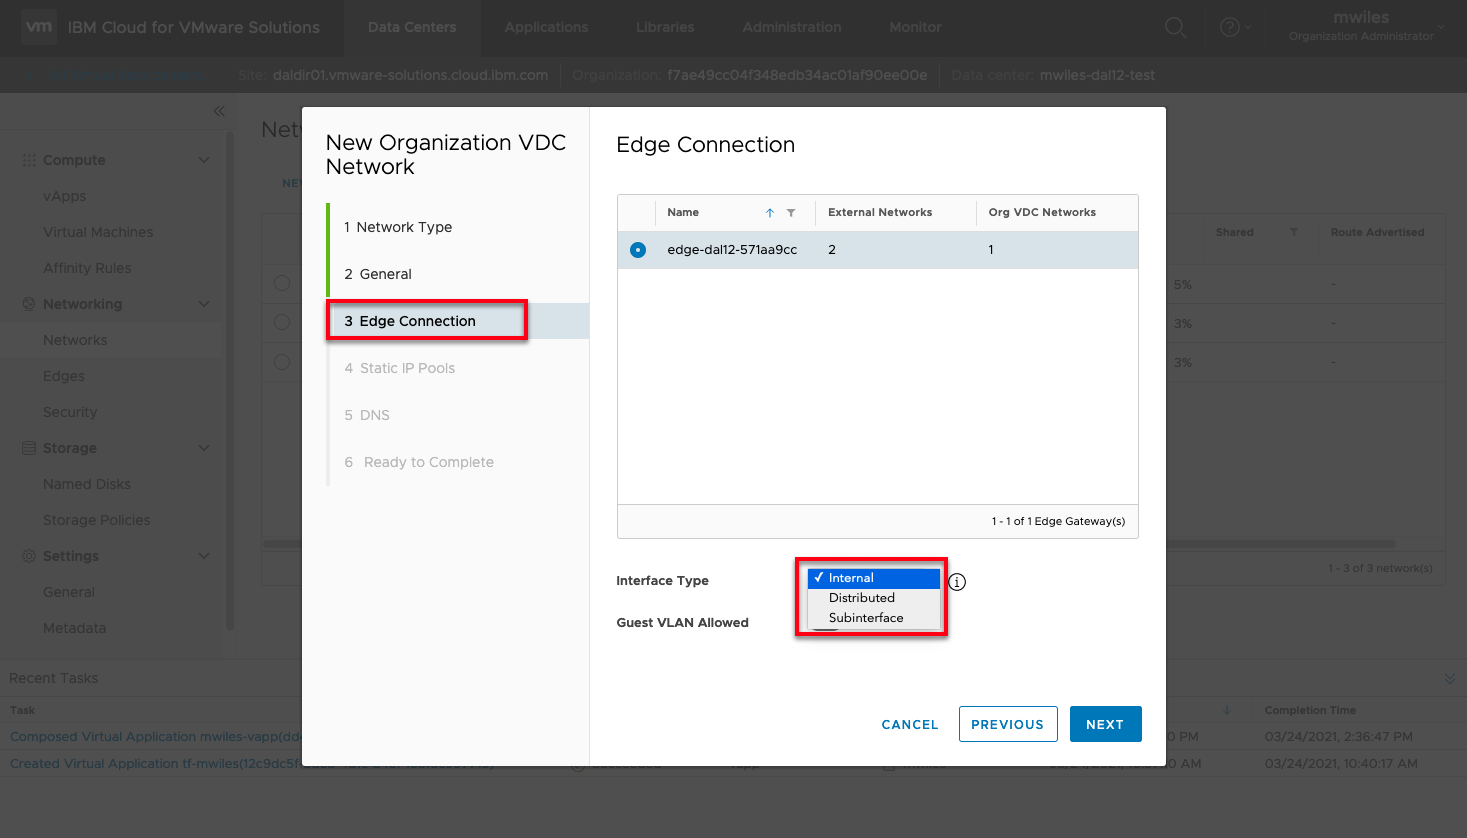 vm IBM Cloud for VMware Solutions Data Centers Applications Libraries Administration Monitor
mwiles
Organization Administrator
Site: daldir01.vmware-solutions.cloud.ibm.com Organization: f7ae49cc04f348edb34ac01af90ee00e Data center: mwiles-dal12-test
Compute
vApps
Virtual Machines
Affinity Rules
Networking
Networks
Edges
Security
Storage
Named Disks
Storage Policies
Settings
General
Metadata
New Organization VDC
Network
1 Network Type
2 General
3 Edge Connection
4 Static IP Pools
5 DNS
6 Ready to Complete
Edge Connection
Name External Networks Org VDC Networks
edge-dal12-571aa9cc 2 1
1 - 1 of 1 Edge Gateway(s)
Interface Type
✓ Internal
Distributed
Subinterface
Guest VLAN Allowed
CANCEL PREVIOUS NEXT
Shared Route Advertised
5% -
3% -
3% -
1 - 3 of 3 network(s)
Recent Tasks
Task Completion Time
Composed Virtual Application 03/24/2021, 2:36:47 PM
Created Virtual Application 03/24/2021, 10:40:17 AM